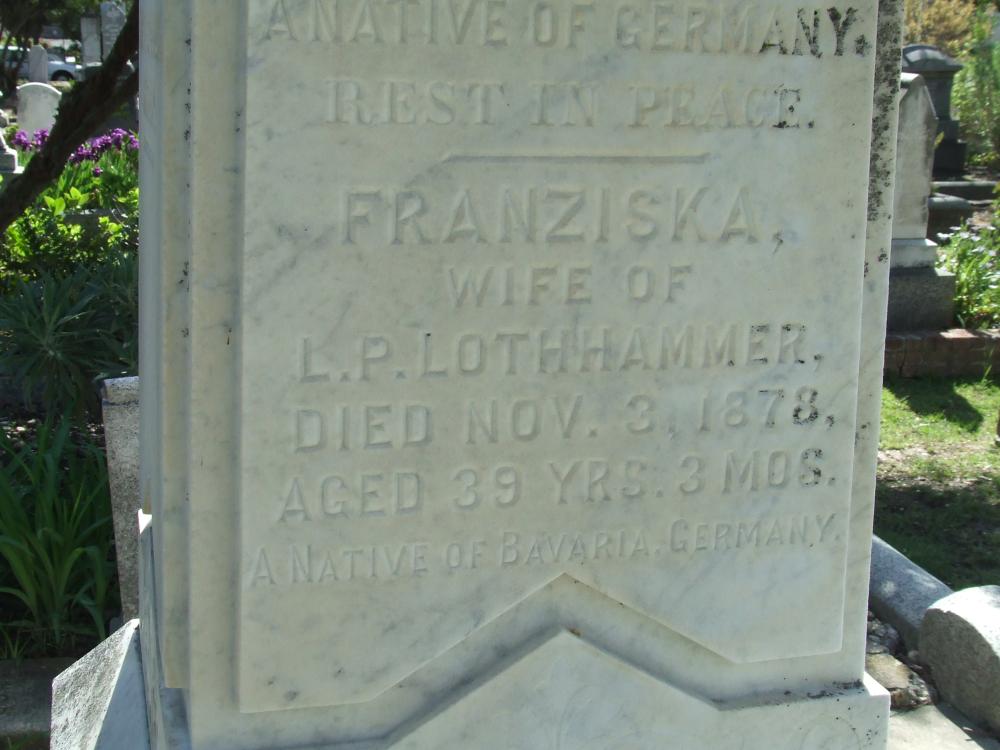 A NATIVE OF GERMANY.
REST IN PEACE.
FRANZISKA,
WIFE OF
L.P. LOTHHAMMER,
DIED NOV. 3, 1878,
AGED 39 YRS. 3 MOS.
A NATIVE OF BAVARIA, GERMANY.